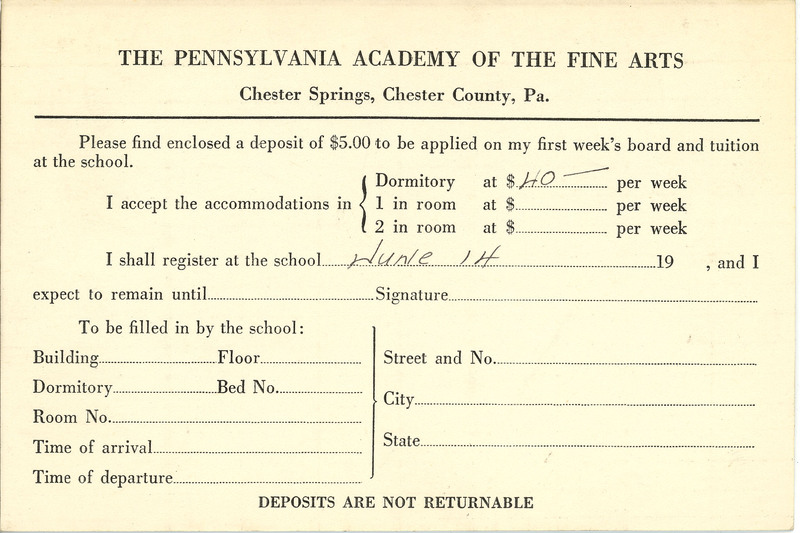 THE PENNSYLVANIA ACADEMY OF THE FINE ARTS
Chester Springs, Chester County, Pa.
Please find enclosed a deposit of $5.00 to be applied on my first week's board and tuition
at the school.
I accept the accommodations in
Dormitory at $ 40— per week
1 in room at $ per week
2 in room at $ per week
I shall register at the school June 14 19 , and I
expect to remain until Signature
To be filled in by the school:
Building Floor
Dormitory Bed No.
Room No.
Time of arrival
Time of departure
Street and No.
City
State
DEPOSITS ARE NOT RETURNABLE